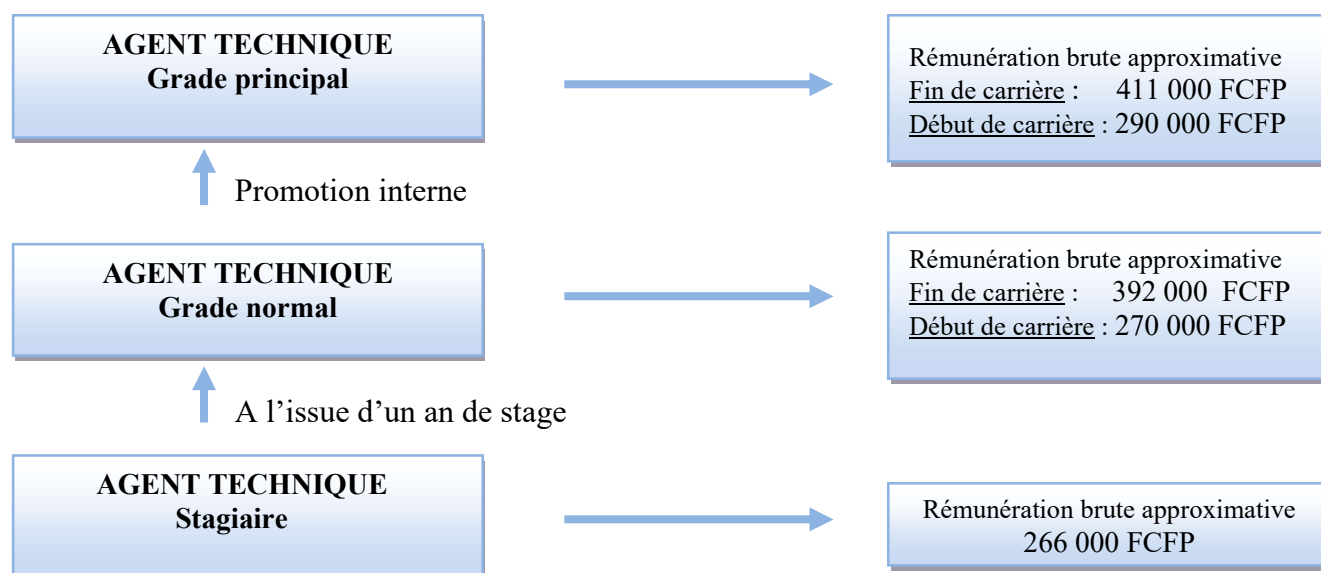 AGENT TECHNIQUE
Grade principal
Rémunération brute approximative
Fin de carrière : 411 000 FCFP
Début de carrière : 290 000 FCFP
Promotion interne
AGENT TECHNIQUE
Grade normal
Rémunération brute approximative
Fin de carrière : 392 000 FCFP
Début de carrière : 270 000 FCFP
A l’issue d’un an de stage
AGENT TECHNIQUE
Stagiaire
Rémunération brute approximative
266 000 FCFP